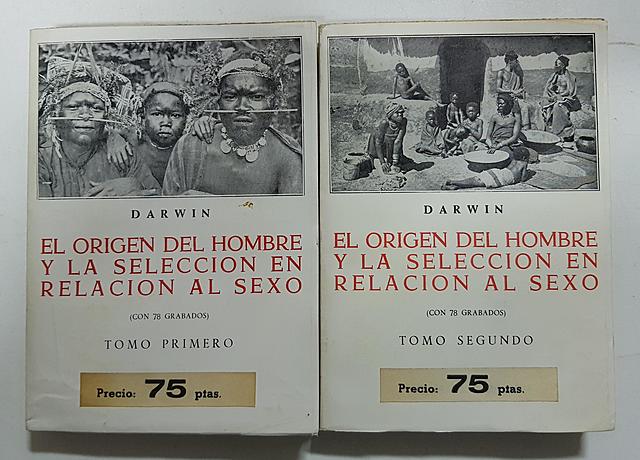 DARWIN
EL ORIGEN DEL HOMBRE
Y LA SELECCION EN
RELACION AL SEXO
(CON 78 GRABADOS)
TOMO PRIMERO
Precio: 75 ptas.
DARWIN
EL ORIGEN DEL HOMBRE
Y LA SELECCION EN
RELACION AL SEXO
(CON 78 GRABADOS)
TOMO SEGUNDO
Precio: 75 ptas.